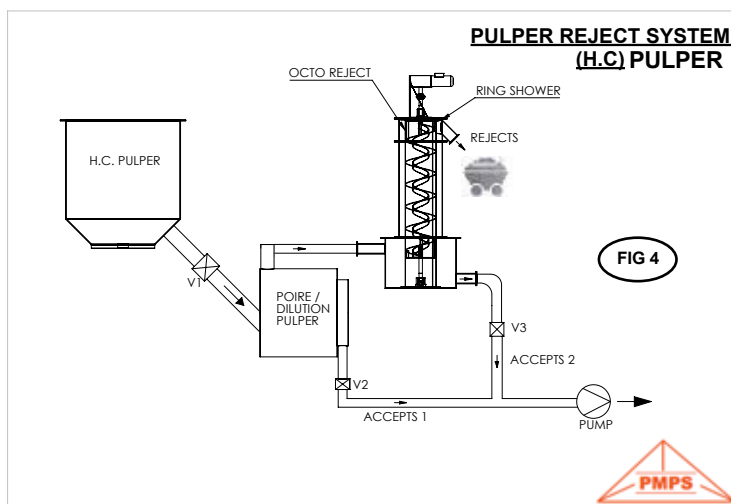 PULPER REJECT SYSTEM
(H.C) PULPER
OCTO REJECT
RING SHOWER
REJECTS
H.C. PULPER
FIG 4
V1
POIRE /
DILUTION
PULPER
V3
ACCEPTS 2
V2
ACCEPTS 1
PUMP
PMPS